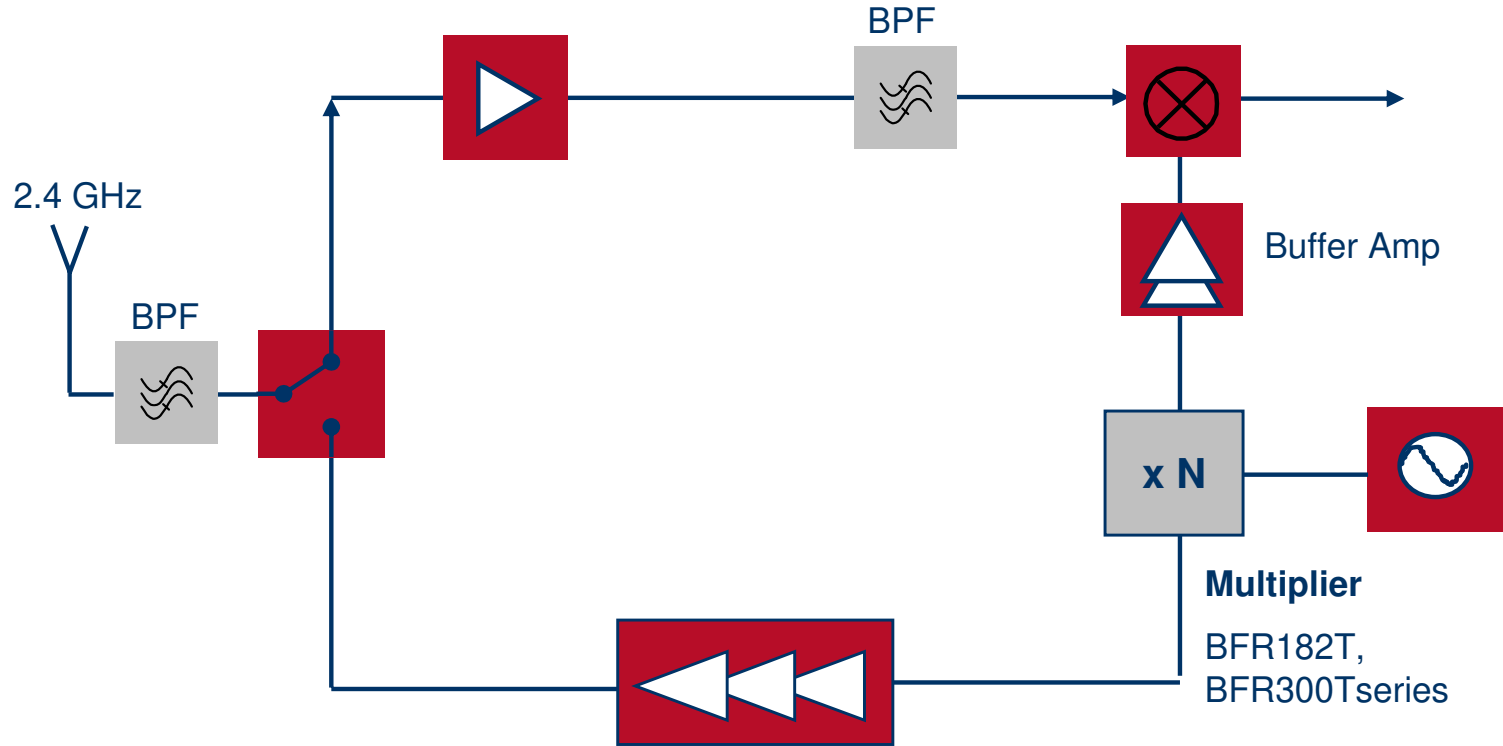 BPF
2.4 GHz
Buffer Amp
BPF
x N
Multiplier
BFR182T,
BFR300Tseries